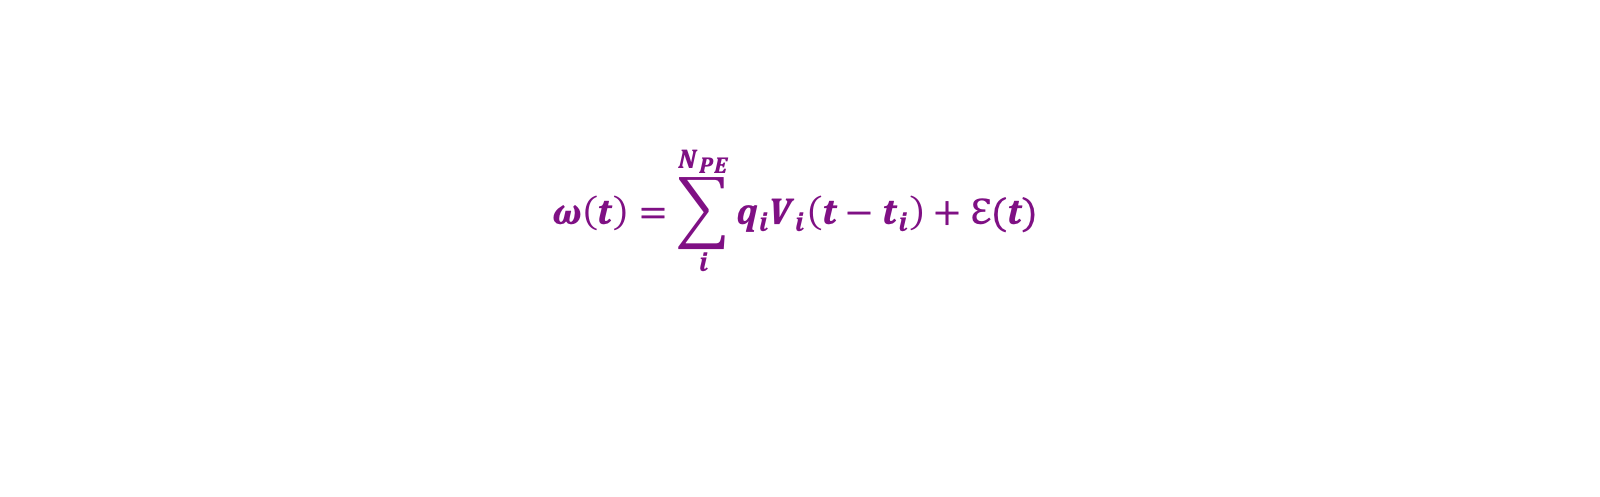 ω(t) = ∑_{i}^{N_{PE}} q_i V_i(t − t_i) + Ɛ(t)